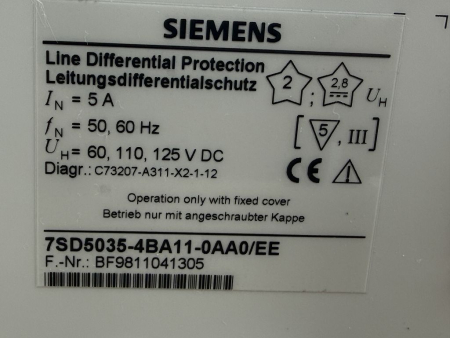 SIEMENS
Line Differential Protection
Leitungsdifferentialschutz
2 ; 2,8 U_H
I_N = 5 A
f_N = 50, 60 Hz
[ 5 , III ]
U_H = 60, 110, 125 V DC
Diagr.: C73207-A311-X2-1-12
CE
Operation only with fixed cover
Betrieb nur mit angeschraubter Kappe
7SD5035-4BA11-0AA0/EE
F.-Nr.: BF9811041305